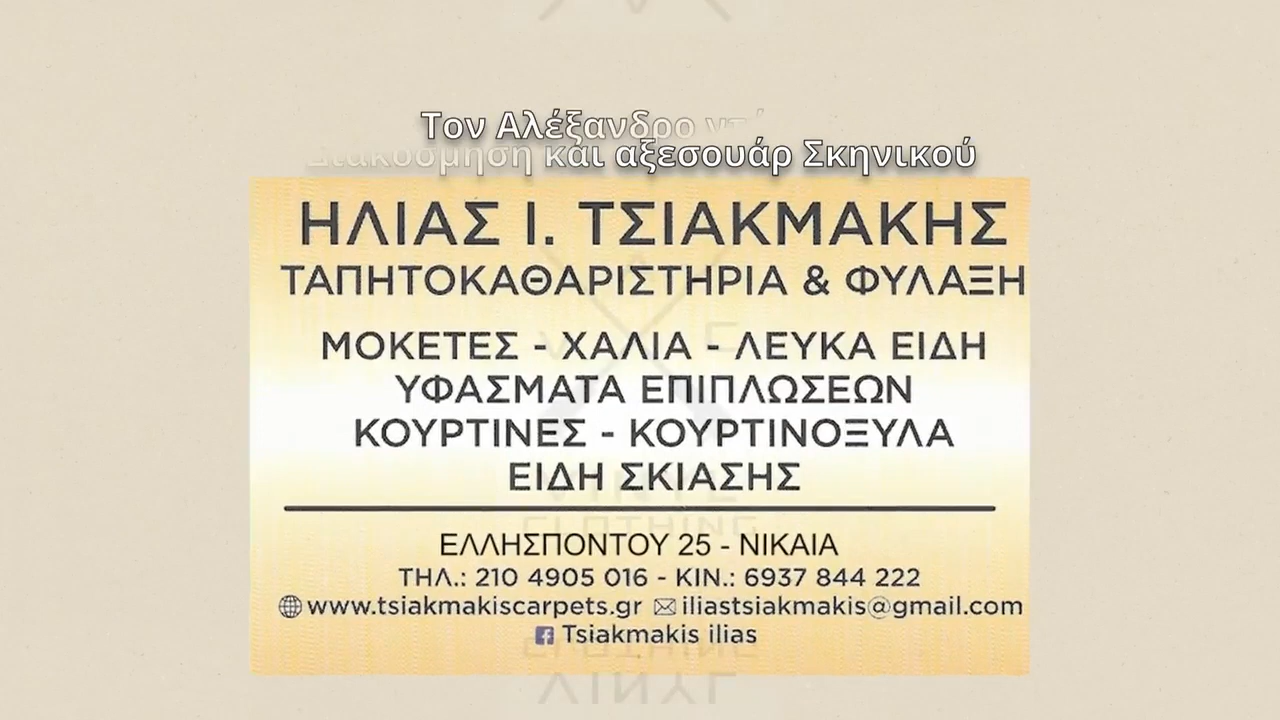 Τον Αλέξανδρο
Διακόσμηση και αξεσουάρ Σκηνικού
ΗΛΙΑΣ Ι. ΤΣΙΑΚΜΑΚΗΣ
ΤΑΠΗΤΟΚΑΘΑΡΙΣΤΗΡΙΑ & ΦΥΛΑΞΗ
ΜΟΚΕΤΕΣ - ΧΑΛΙΑ - ΛΕΥΚΑ ΕΙΔΗ
ΥΦΑΣΜΑΤΑ ΕΠΙΠΛΩΣΕΩΝ
ΚΟΥΡΤΙΝΕΣ - ΚΟΥΡΤΙΝΟΞΥΛΑ
ΕΙΔΗ ΣΚΙΑΣΗΣ
ΕΛΛΗΣΠΟΝΤΟΥ 25 - ΝΙΚΑΙΑ
ΤΗΛ.: 210 4905 016 - ΚΙΝ.: 6937 844 222
www.tsiakmakiscarpets.gr iliastsiakmakis@gmail.com
Tsiakmakis ilias